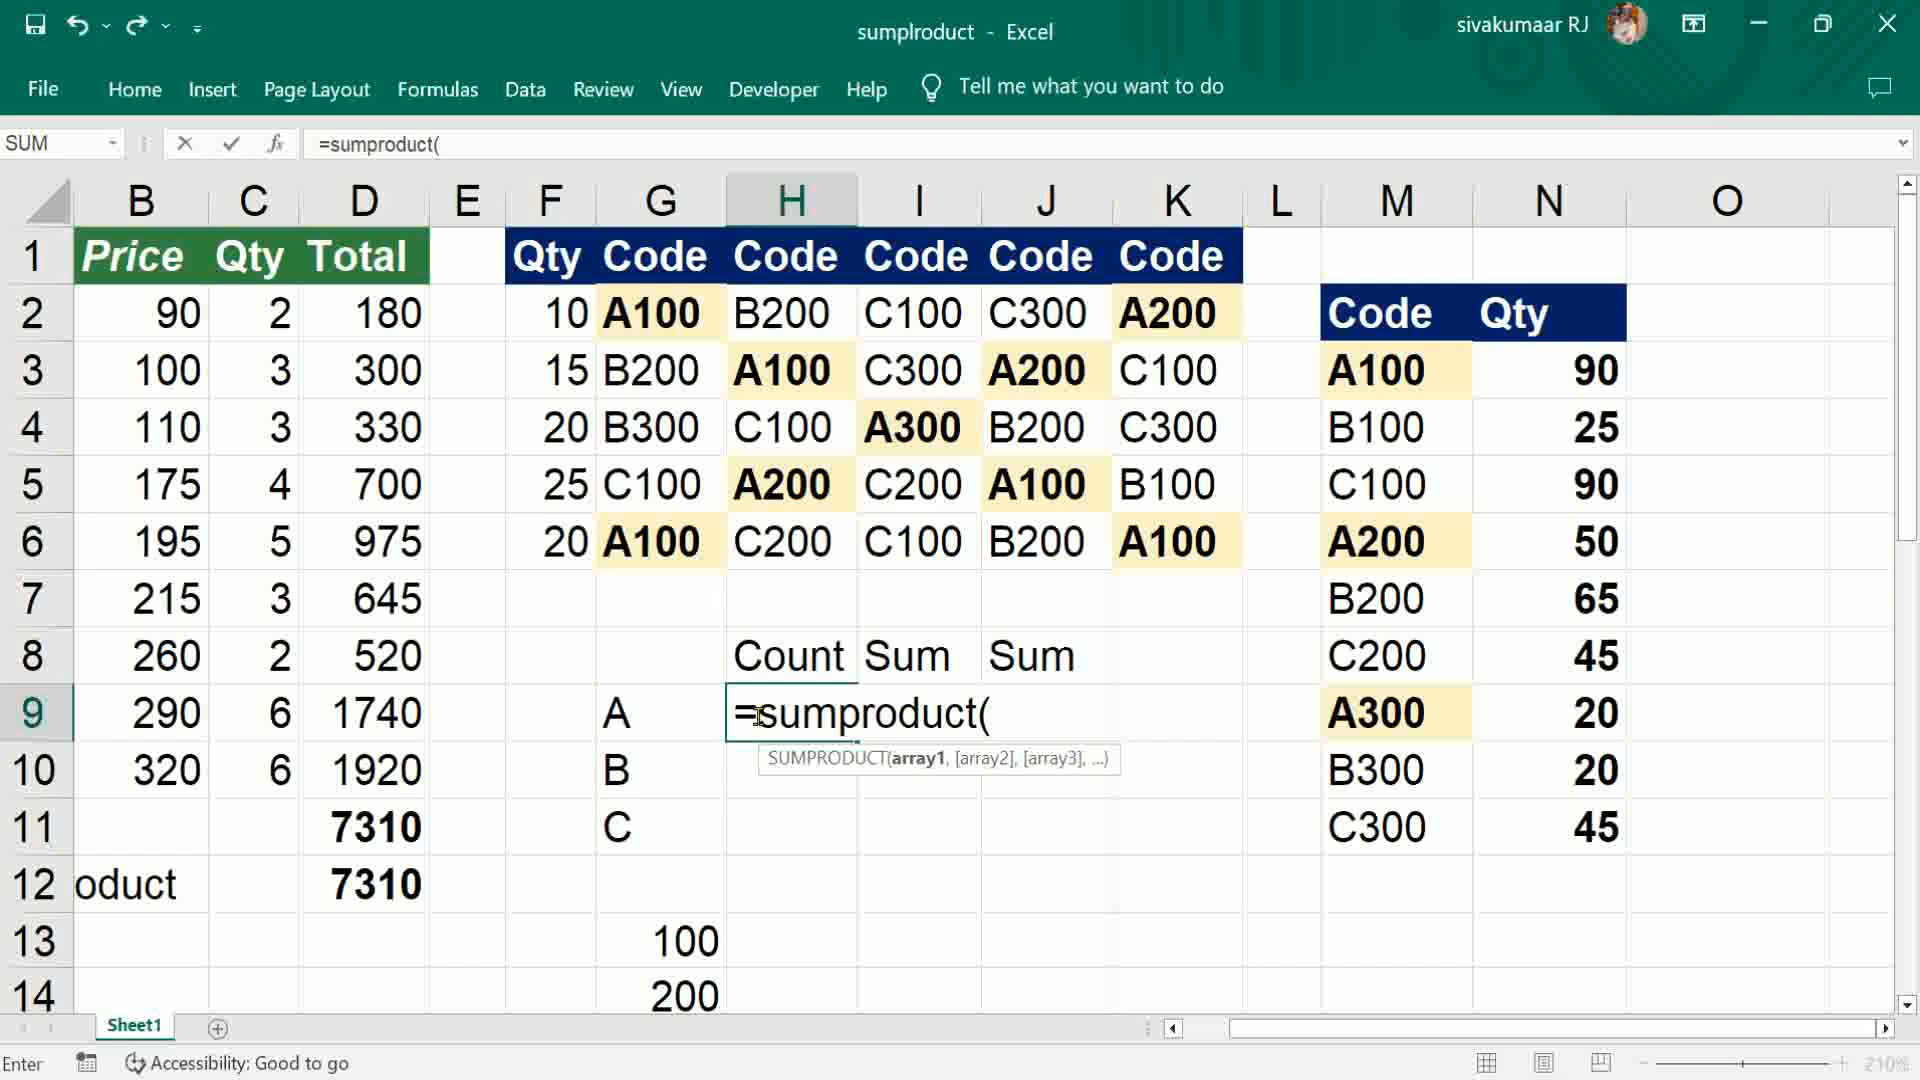 sumplroduct - Excel
sivakumaar RJ
File Home Insert Page Layout Formulas Data Review View Developer Help Tell me what you want to do
SUM fx =sumproduct(
B C D E F G H I J K L M N O
1 Price Qty Total Qty Code Code Code Code Code
2 90 2 180 10 A100 B200 C100 C300 A200 Code Qty
3 100 3 300 15 B200 A100 C300 A200 C100 A100 90
4 110 3 330 20 B300 C100 A300 B200 C300 B100 25
5 175 4 700 25 C100 A200 C200 A100 B100 C100 90
6 195 5 975 20 A100 C200 C100 B200 A100 A200 50
7 215 3 645 B200 65
8 260 2 520 Count Sum Sum C200 45
9 290 6 1740 A =sumproduct( A300 20
SUMPRODUCT(array1, [array2], [array3], ...)
10 320 6 1920 B B300 20
11 7310 C C300 45
12 oduct 7310
13 100
14 200
Sheet1
Enter Accessibility: Good to go 210%